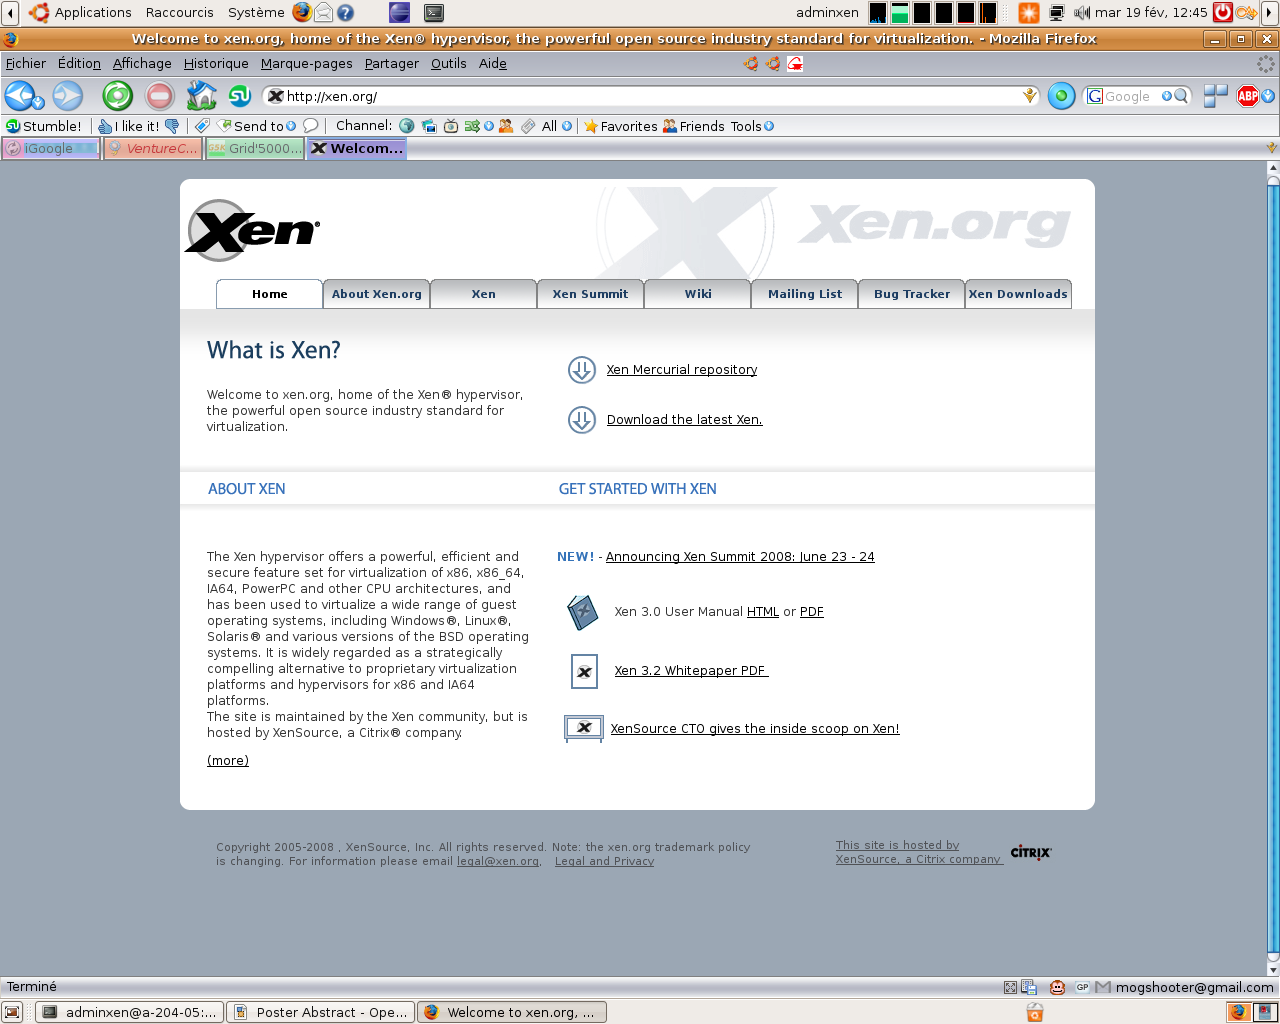 Applications Raccourcis Système adminxen mar 19 fév, 12:45
Welcome to xen.org, home of the Xen® hypervisor, the powerful open source industry standard for virtualization. - Mozilla Firefox
Fichier Édition Affichage Historique Marque-pages Partager Outils Aide
http://xen.org/ Google ABP
Stumble! I like it! Send to Channel: All Favorites Friends Tools
iGoogle VentureC... Grid'5000... Welcom...
Xen® Xen.org
Home About Xen.org Xen Xen Summit Wiki Mailing List Bug Tracker Xen Downloads
What is Xen?
Welcome to xen.org, home of the Xen® hypervisor,
the powerful open source industry standard for
virtualization.
Xen Mercurial repository
Download the latest Xen.
ABOUT XEN
GET STARTED WITH XEN
The Xen hypervisor offers a powerful, efficient and
secure feature set for virtualization of x86, x86_64,
IA64, PowerPC and other CPU architectures, and
has been used to virtualize a wide range of guest
operating systems, including Windows®, Linux®,
Solaris® and various versions of the BSD operating
systems. It is widely regarded as a strategically
compelling alternative to proprietary virtualization
platforms and hypervisors for x86 and IA64
platforms.
The site is maintained by the Xen community, but is
hosted by XenSource, a Citrix® company.
(more)
NEW! - Announcing Xen Summit 2008: June 23 - 24
Xen 3.0 User Manual HTML or PDF
Xen 3.2 Whitepaper PDF
XenSource CTO gives the inside scoop on Xen!
Copyright 2005-2008 , XenSource, Inc. All rights reserved. Note: the xen.org trademark policy
is changing. For information please email legal@xen.org. Legal and Privacy
This site is hosted by
XenSource, a Citrix company
CITRIX
Terminé GP mogshooter@gmail.com
adminxen@a-204-05:... Poster Abstract - Ope... Welcome to xen.org, ...